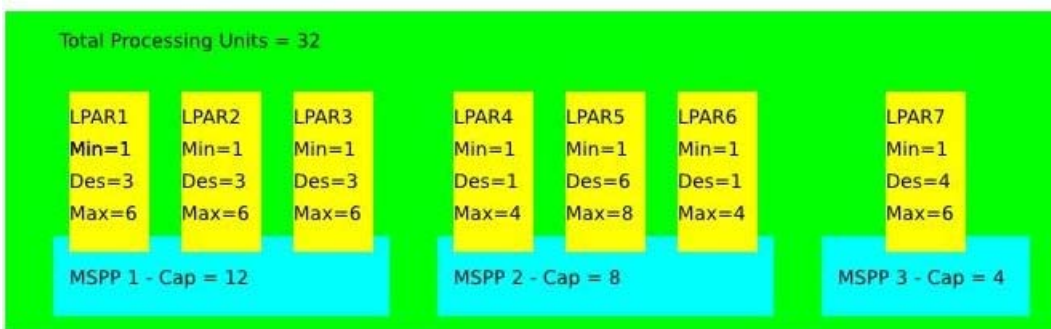 Total Processing Units = 32
LPAR1
Min=1
Des=3
Max=6
LPAR2
Min=1
Des=3
Max=6
LPAR3
Min=1
Des=3
Max=6
MSPP 1 - Cap = 12
LPAR4
Min=1
Des=1
Max=4
LPAR5
Min=1
Des=6
Max=8
LPAR6
Min=1
Des=1
Max=4
MSPP 2 - Cap = 8
LPAR7
Min=1
Des=4
Max=6
MSPP 3 - Cap = 4